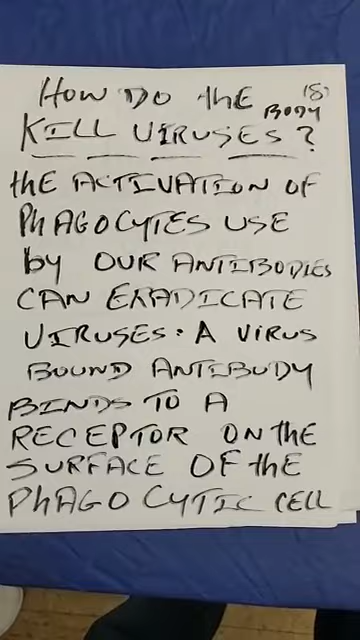 HOW DO THE BODY (8)
KILL VIRUSES?
THE ACTIVATION OF
PHAGOCYTES USE
by OUR ANTIBODIES
CAN ERADICATE
VIRUSES. A VIRUS
BOUND ANTIBUDY
BINDS TO A
RECEPTOR ON THE
SURFACE OF THE
PHAGOCYTIC CELL